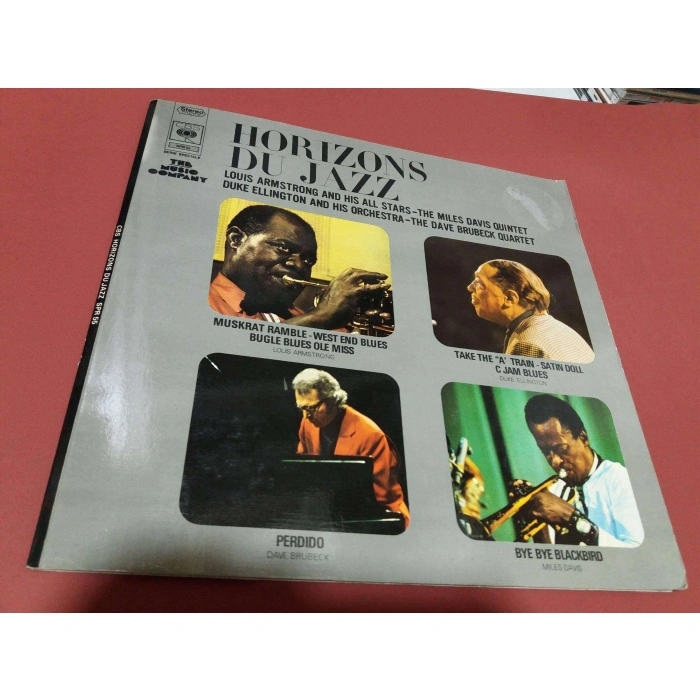 Stereo
CBS
SERIE SPECIALE
THE
MUSIC
COMPANY
HORIZONS
DU JAZZ
LOUIS ARMSTRONG AND HIS ALL STARS-THE MILES DAVIS QUINTET
DUKE ELLINGTON AND HIS ORCHESTRA-THE DAVE BRUBECK QUARTET
MUSKRAT RAMBLE-WEST END BLUES
BUGLE BLUES OLE MISS
LOUIS ARMSTRONG
TAKE THE "A" TRAIN-SATIN DOLL
C JAM BLUES
DUKE ELLINGTON
PERDIDO
DAVE BRUBECK
BYE BYE BLACKBIRD
MILES DAVIS
CBS HORIZONS DU JAZZ SPR 55